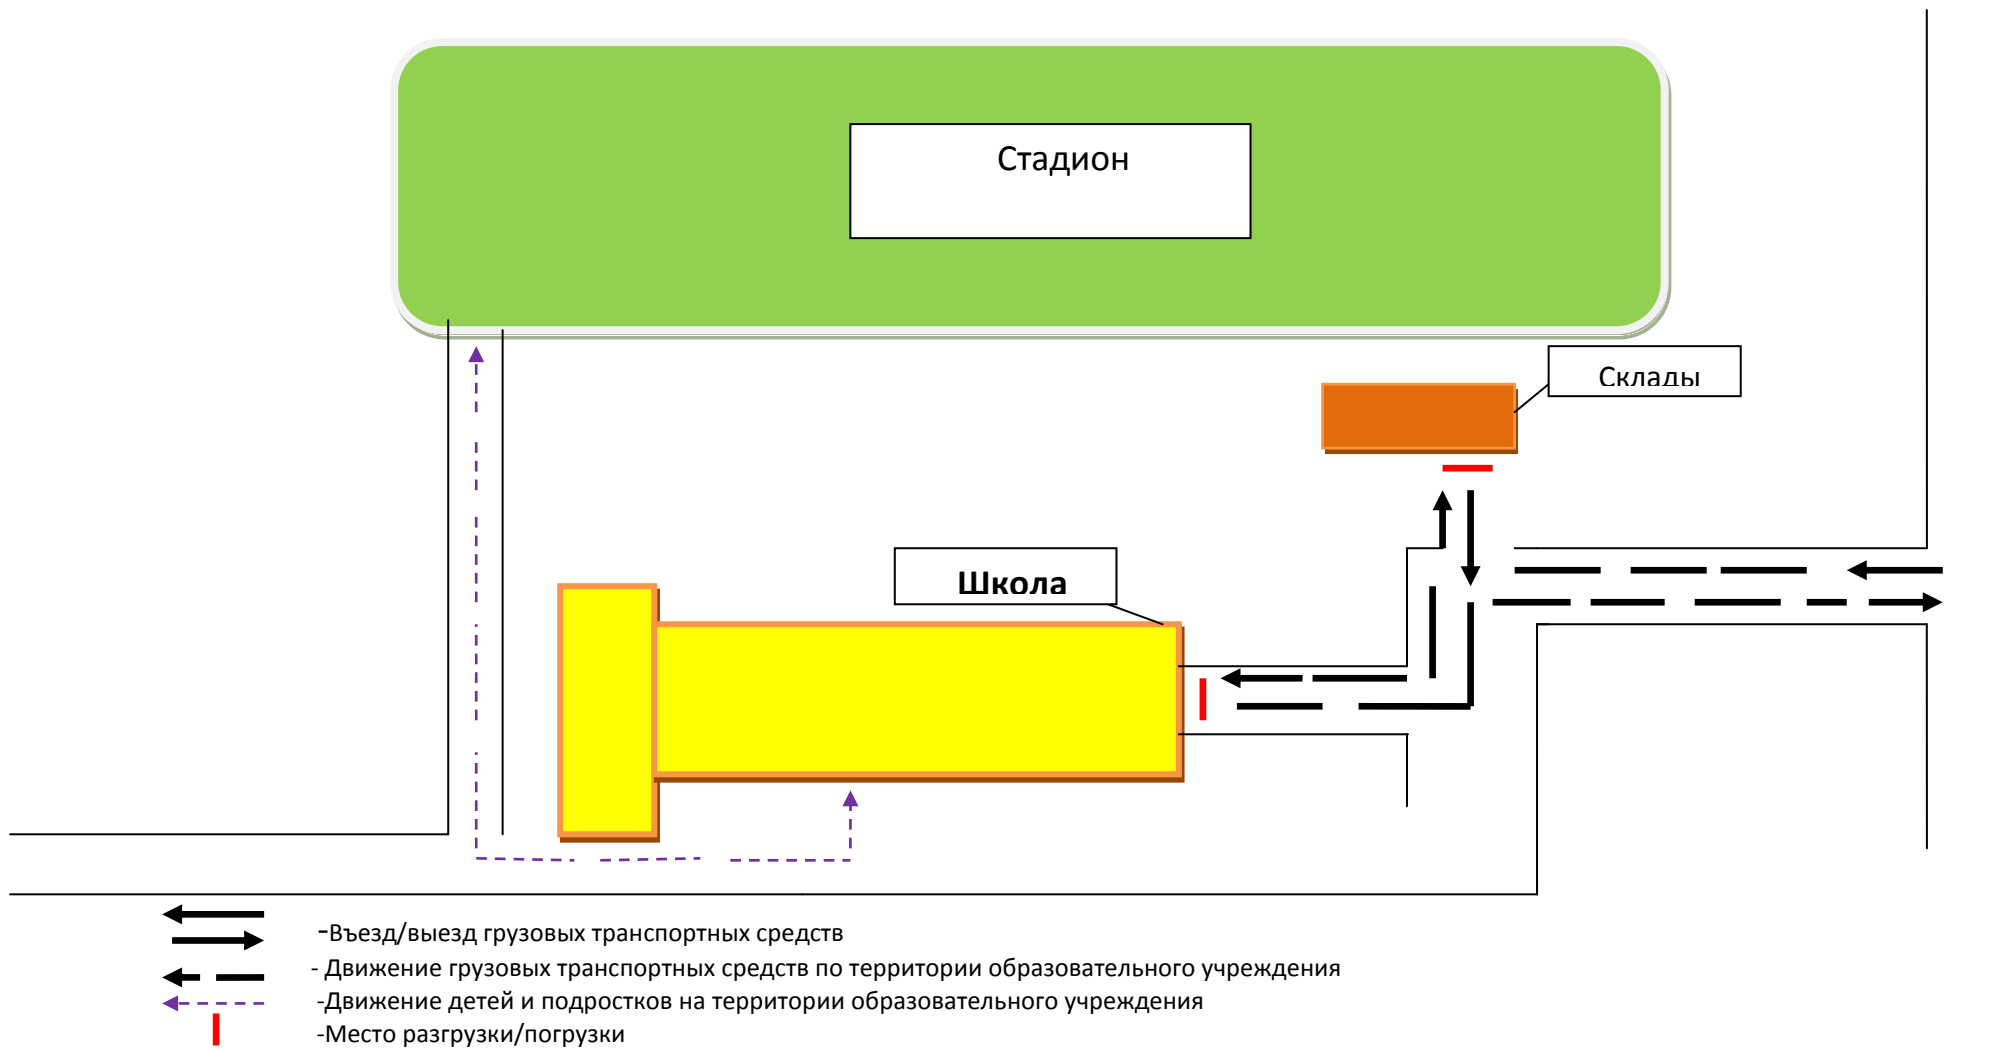 Стадион
Склады
Школа
-Въезд/выезд грузовых транспортных средств
- Движение грузовых транспортных средств по территории образовательного учреждения
-Движение детей и подростков на территории образовательного учреждения
-Место разгрузки/погрузки